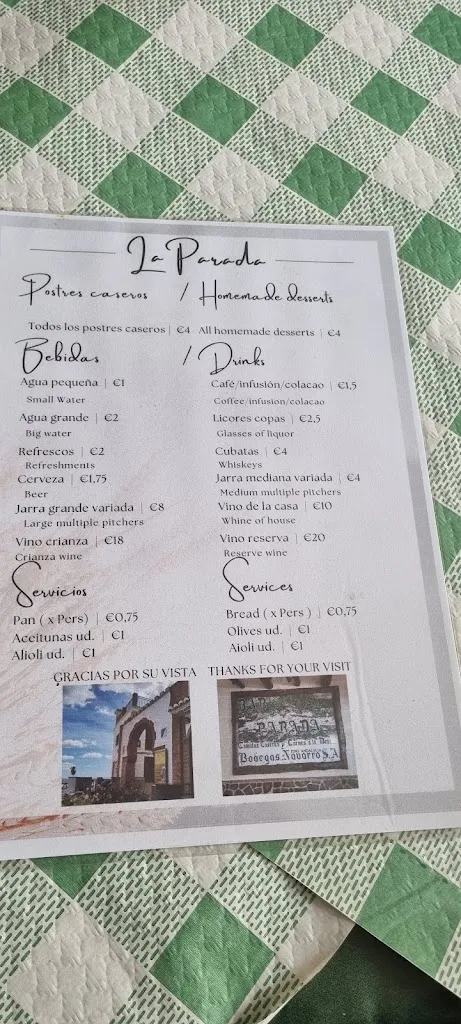 La Parada
Postres caseros / Homemade desserts
Todos los postres caseros | €4 All homemade desserts | €4
Bebidas / Drinks
Agua pequeña | €1
Small Water
Agua grande | €2
Big water
Refrescos | €2
Refreshments
Cerveza | €1,75
Beer
Jarra grande variada | €8
Large multiple pitchers
Vino crianza | €18
Crianza wine
Café/infusión/colacao | €1,5
Coffee/infusion/colacao
Licores copas | €2,5
Glasses of liquor
Cubatas | €4
Whiskeys
Jarra mediana variada | €4
Medium multiple pitchers
Vino de la casa | €10
Whine of house
Vino reserva | €20
Reserve wine
Servicios
Pan ( x Pers) | €0,75
Aceitunas ud. | €1
Alioli ud. | €1
Services
Bread ( x Pers ) | €0,75
Olives ud. | €1
Aioli ud. | €1
GRACIAS POR SU VISTA THANKS FOR YOUR VISIT
PARADA
Comidas Caseras y Carnes a la
Bodegas Navarro S.A